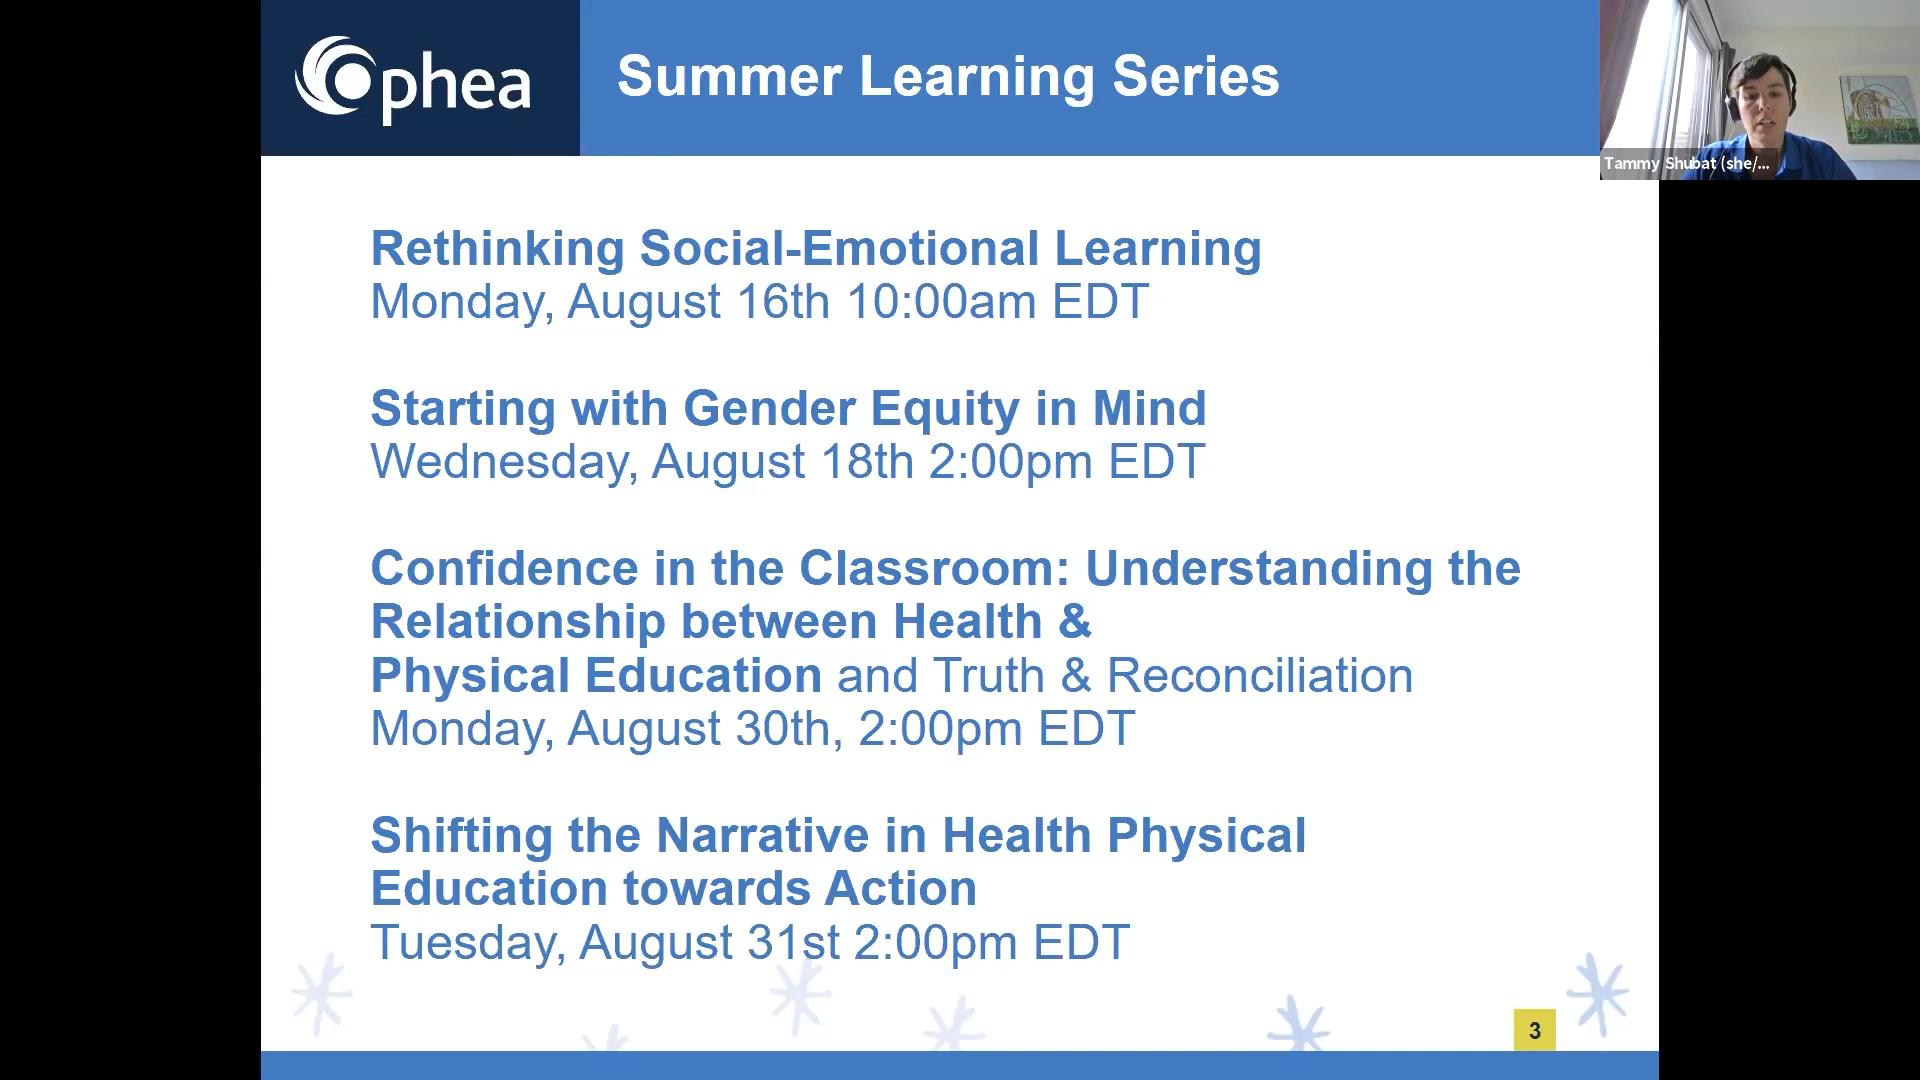 Ophea
Summer Learning Series
Tammy Shubat (she/...
Rethinking Social-Emotional Learning
Monday, August 16th 10:00am EDT
Starting with Gender Equity in Mind
Wednesday, August 18th 2:00pm EDT
Confidence in the Classroom: Understanding the
Relationship between Health &
Physical Education and Truth & Reconciliation
Monday, August 30th, 2:00pm EDT
Shifting the Narrative in Health Physical
Education towards Action
Tuesday, August 31st 2:00pm EDT
3